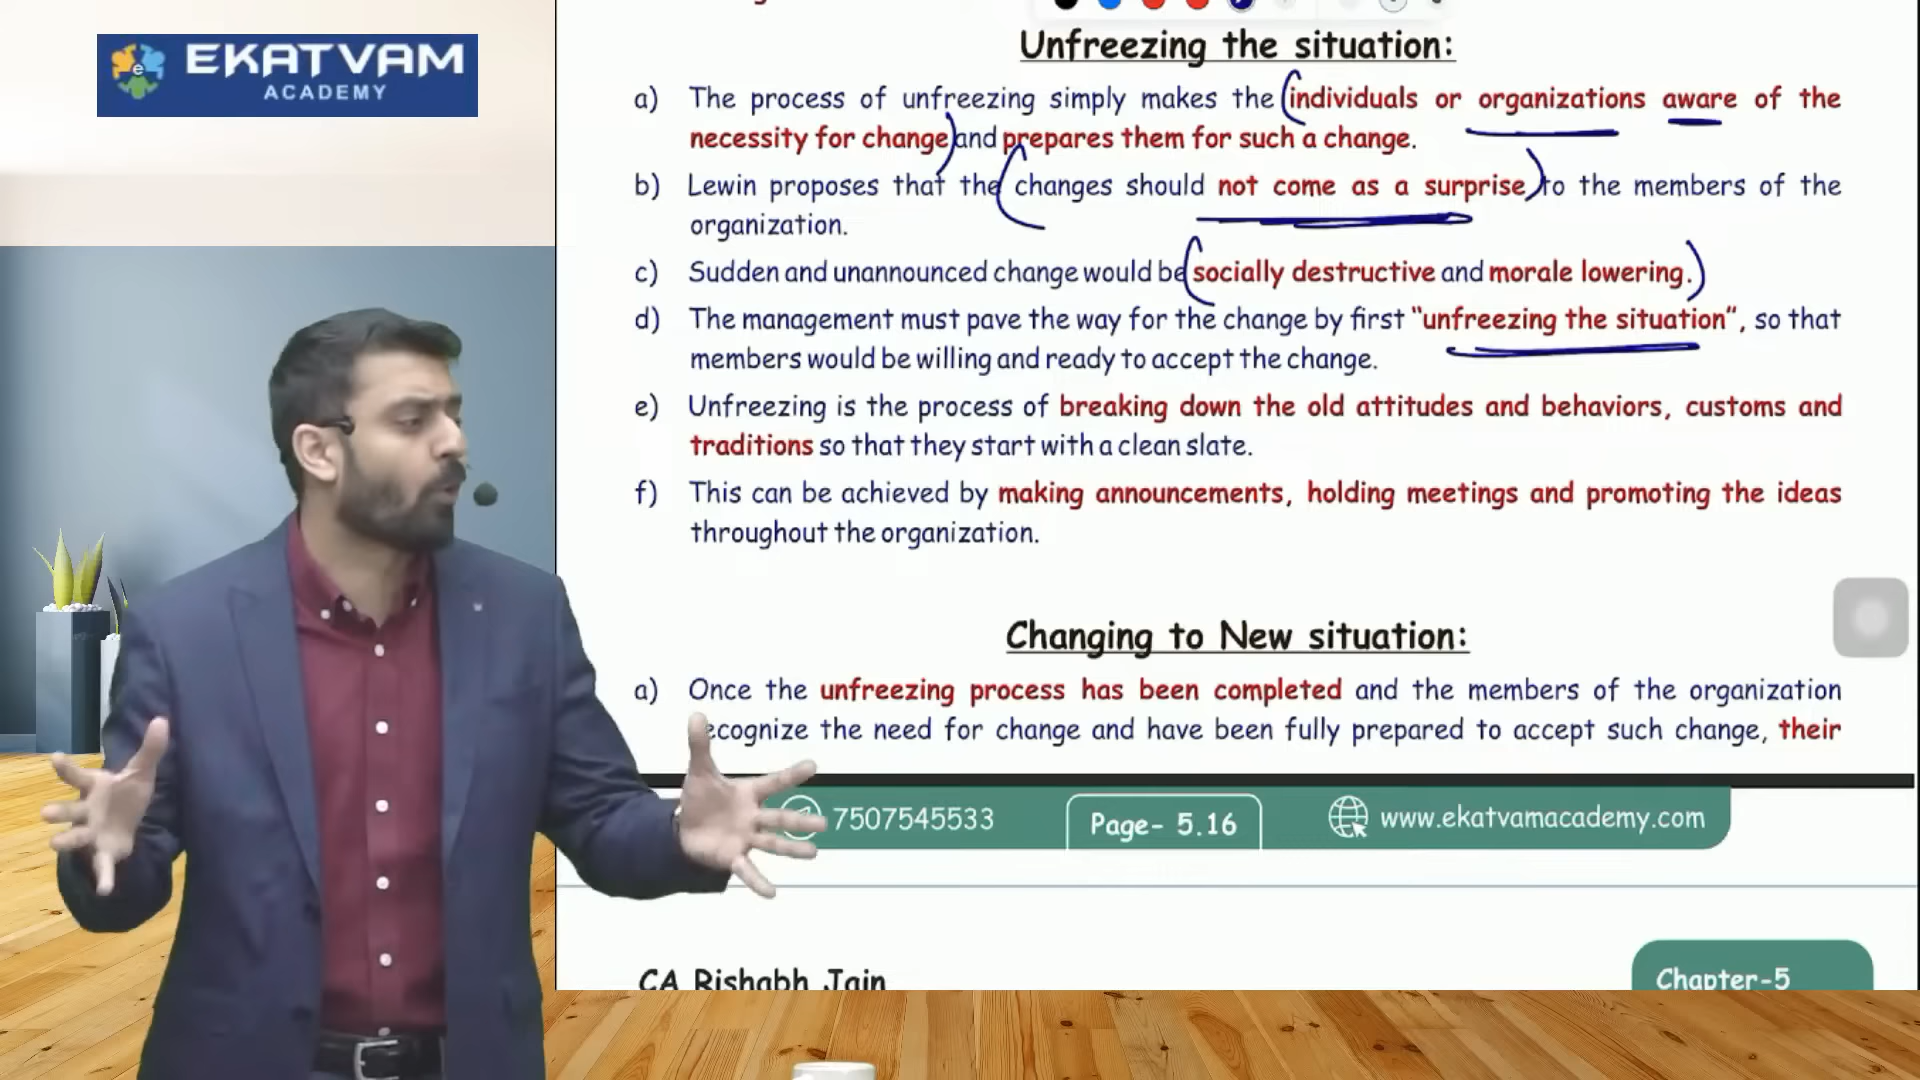 EKATVAM
ACADEMY
Unfreezing the situation:
a) The process of unfreezing simply makes the individuals or organizations aware of the
necessity for change and prepares them for such a change.
b) Lewin proposes that the changes should not come as a surprise to the members of the
organization.
c) Sudden and unannounced change would be socially destructive and morale lowering.
d) The management must pave the way for the change by first “unfreezing the situation”, so that
members would be willing and ready to accept the change.
e) Unfreezing is the process of breaking down the old attitudes and behaviors, customs and
traditions so that they start with a clean slate.
f) This can be achieved by making announcements, holding meetings and promoting the ideas
throughout the organization.
Changing to New situation:
a) Once the unfreezing process has been completed and the members of the organization
recognize the need for change and have been fully prepared to accept such change, their
7507545533
Page- 5.16
www.ekatvamacademy.com
CA Rishabh Jain
Chapter-5